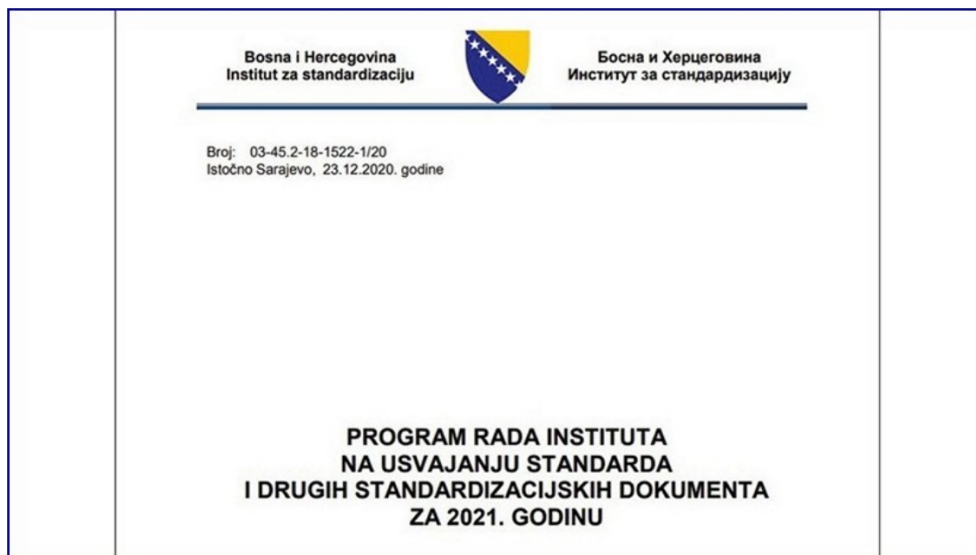 Bosna i Hercegovina
Institut za standardizaciju
Босна и Херцеговина
Институт за стандардизацију
Broj: 03-45.2-18-1522-1/20
Istočno Sarajevo, 23.12.2020. godine
PROGRAM RADA INSTITUTA
NA USVAJANJU STANDARDA
I DRUGIH STANDARDIZACIJSKIH DOKUMENTA
ZA 2021. GODINU